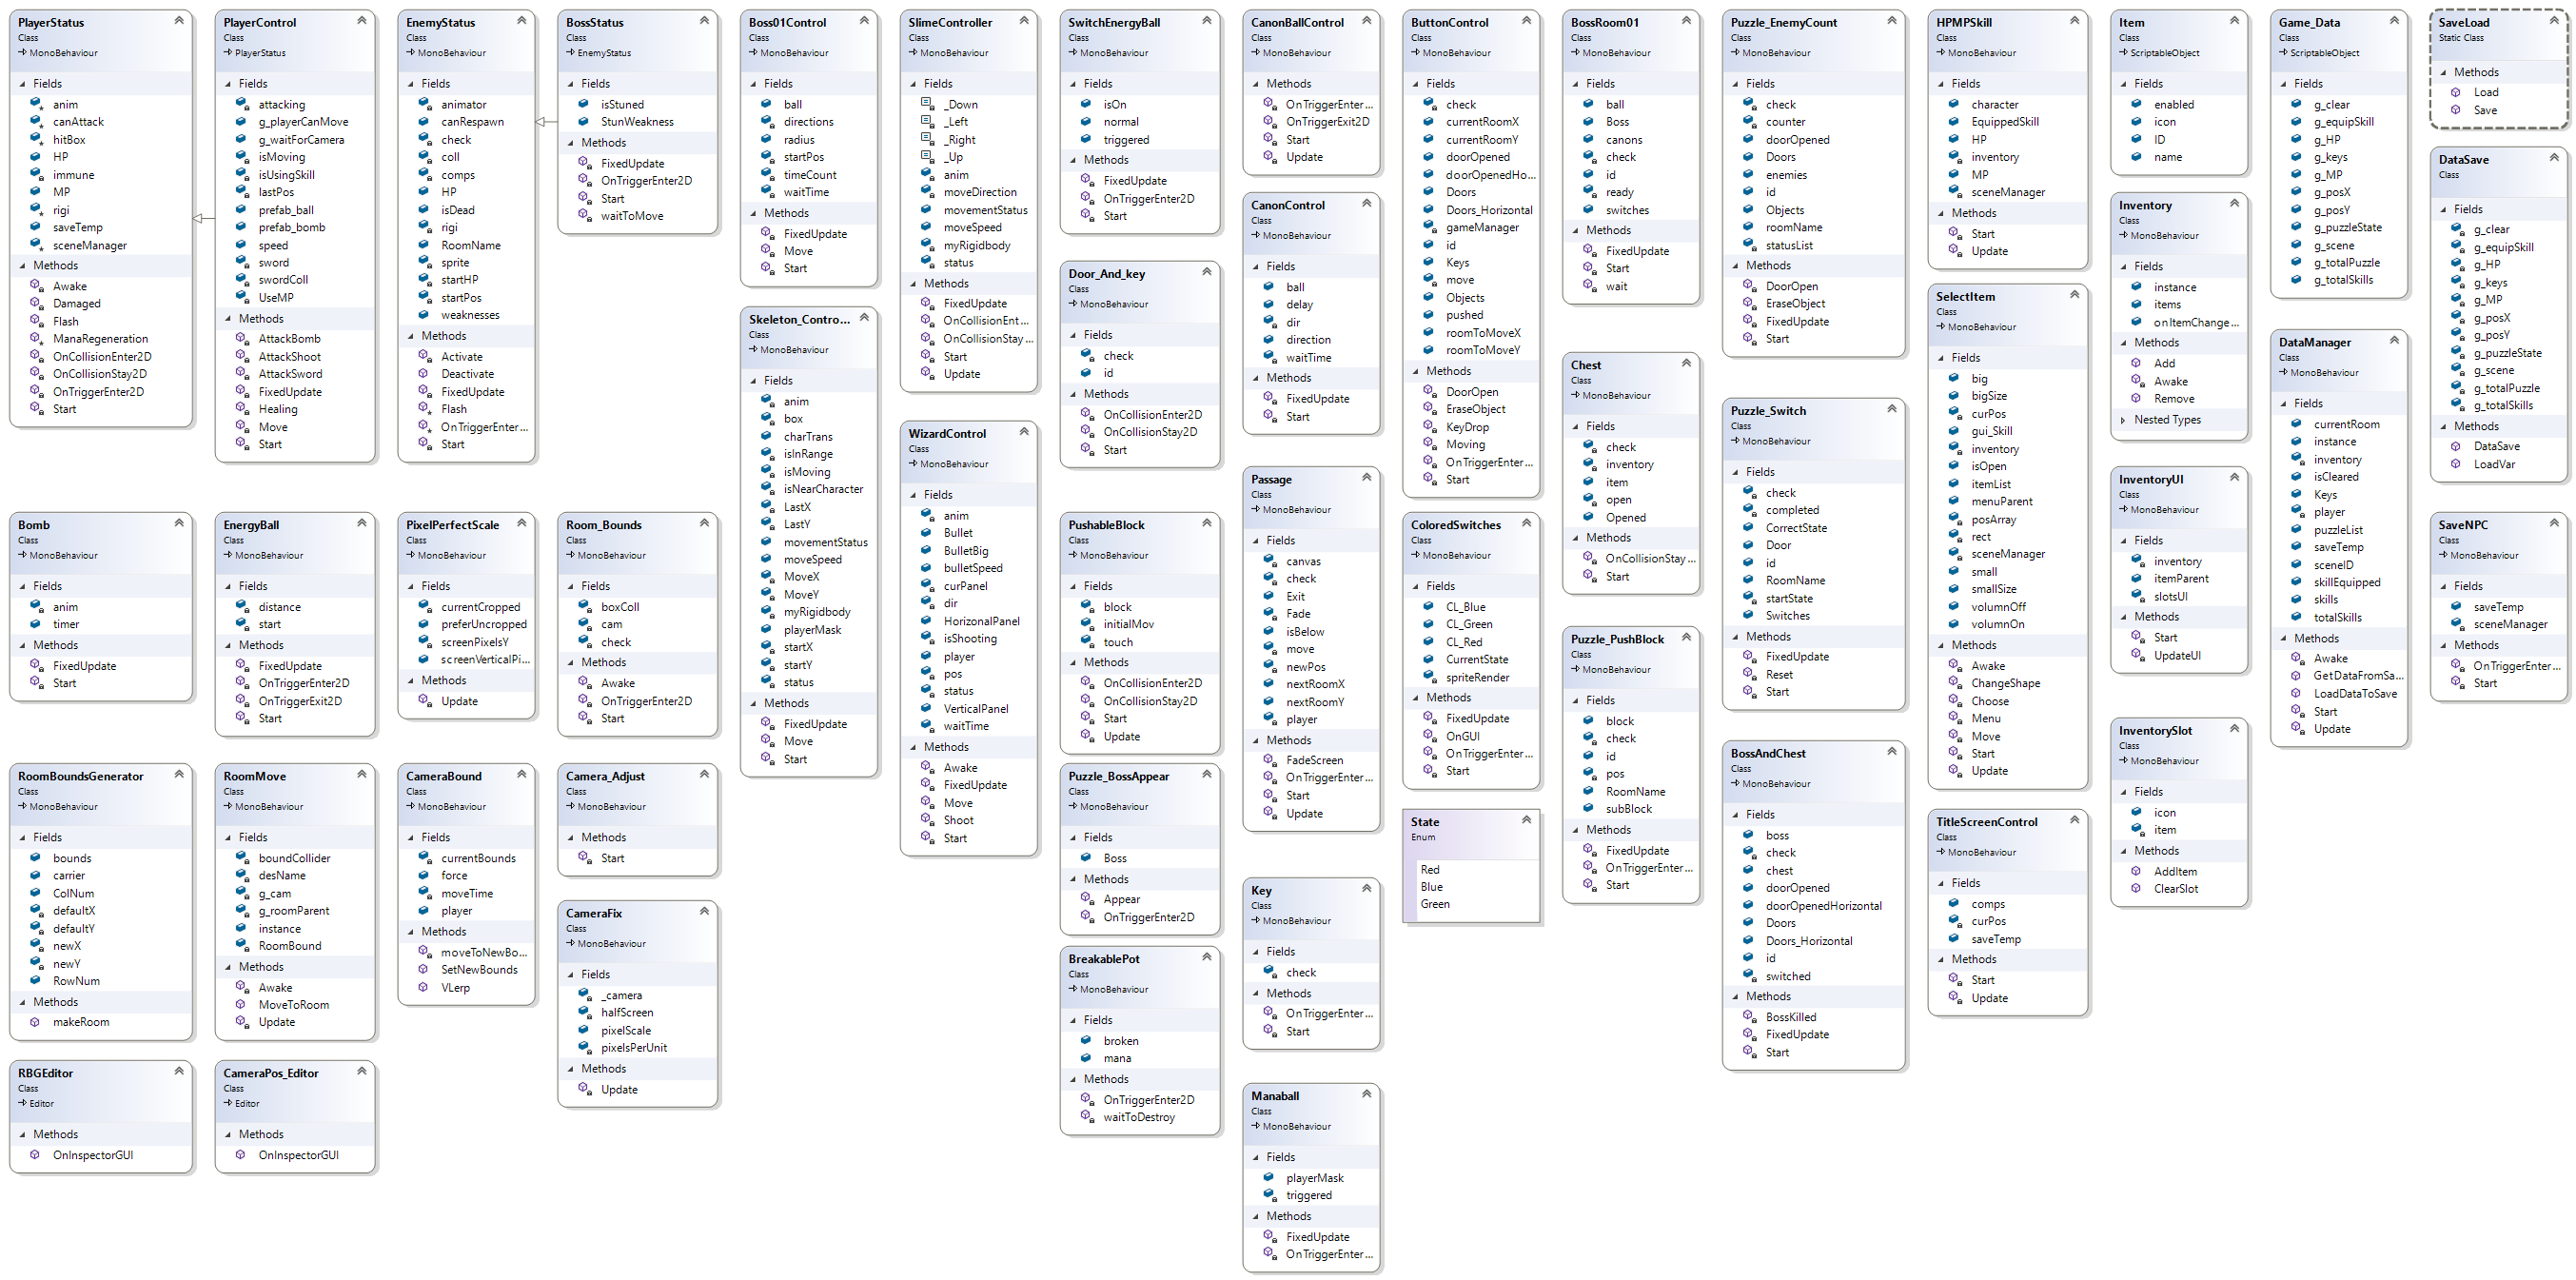 PlayerStatus
Class
MonoBehaviour
Fields
anim
canAttack
hitBox
HP
immune
MP
rigi
saveTemp
sceneManager
Methods
Awake
Damaged
Flash
ManaRegeneration
OnCollisionEnter2D
OnCollisionStay2D
OnTriggerEnter2D
Start
PlayerControl
Class
PlayerStatus
Fields
attacking
g_playerCanMove
g_waitForCamera
isMoving
isUsingSkill
lastPos
prefab_ball
prefab_bomb
speed
sword
swordColl
UseMP
Methods
AttackBomb
AttackShoot
AttackSword
FixedUpdate
Healing
Move
Start
EnemyStatus
Class
MonoBehaviour
Fields
animator
canRespawn
check
coll
comps
HP
isDead
rigi
RoomName
sprite
startHP
startPos
weaknesses
Methods
Activate
Deactivate
FixedUpdate
Flash
OnTriggerEnter...
Start
BossStatus
Class
EnemyStatus
Fields
isStuned
StunWeakness
Methods
FixedUpdate
OnTriggerEnter2D
Start
waitToMove
Boss01Control
Class
MonoBehaviour
Fields
ball
directions
radius
startPos
timeCount
waitTime
Methods
FixedUpdate
Move
Start
Skeleton_Contro...
Class
MonoBehaviour
Fields
anim
box
charTrans
isInRange
isMoving
isNearCharacter
LastX
LastY
movementStatus
moveSpeed
MoveX
MoveY
myRigidbody
playerMask
startX
startY
status
Methods
FixedUpdate
Move
Start
SlimeController
Class
MonoBehaviour
Fields
_Down
_Left
_Right
_Up
anim
moveDirection
movementStatus
moveSpeed
myRigidbody
status
Methods
FixedUpdate
OnCollisionEnt...
OnCollisionStay...
Start
Update
WizardControl
Class
MonoBehaviour
Fields
anim
Bullet
BulletBig
bulletSpeed
curPanel
dir
HorizonalPanel
isShooting
player
pos
status
VerticalPanel
waitTime
Methods
Awake
FixedUpdate
Move
Shoot
Start
SwitchEnergyBall
Class
MonoBehaviour
Fields
isOn
normal
triggered
Methods
FixedUpdate
OnTriggerEnter2D
Start
Door_And_key
Class
MonoBehaviour
Fields
check
id
Methods
OnCollisionEnter2D
OnCollisionStay2D
Start
PushableBlock
Class
MonoBehaviour
Fields
block
initialMov
touch
Methods
OnCollisionEnter2D
OnCollisionStay2D
Start
Update
Puzzle_BossAppear
Class
MonoBehaviour
Fields
Boss
Methods
Appear
OnTriggerEnter2D
BreakablePot
Class
MonoBehaviour
Fields
broken
mana
Methods
OnTriggerEnter2D
waitToDestroy
CanonBallControl
Class
MonoBehaviour
Methods
OnTriggerEnter...
OnTriggerExit2D
Start
Update
CanonControl
Class
MonoBehaviour
Fields
ball
delay
dir
direction
waitTime
Methods
FixedUpdate
Start
Passage
Class
MonoBehaviour
Fields
canvas
check
Exit
Fade
isBelow
move
newPos
nextRoomX
nextRoomY
player
Methods
FadeScreen
OnTriggerEnter...
Start
Update
Key
Class
MonoBehaviour
Fields
check
Methods
OnTriggerEnter...
Start
Manaball
Class
MonoBehaviour
Fields
playerMask
triggered
Methods
FixedUpdate
OnTriggerEnter...
ButtonControl
Class
MonoBehaviour
Fields
check
currentRoomX
currentRoomY
doorOpened
doorOpenedHo...
Doors
Doors_Horizontal
gameManager
id
Keys
move
Objects
pushed
roomToMoveX
roomToMoveY
Methods
DoorOpen
EraseObject
KeyDrop
Moving
OnTriggerEnter...
Start
ColoredSwitches
Class
MonoBehaviour
Fields
CL_Blue
CL_Green
CL_Red
CurrentState
spriteRender
Methods
FixedUpdate
OnGUI
OnTriggerEnter...
Start
State
Enum
Red
Blue
Green
BossRoom01
Class
MonoBehaviour
Fields
ball
Boss
canons
check
id
ready
switches
Methods
FixedUpdate
Start
wait
Chest
Class
MonoBehaviour
Fields
check
inventory
item
open
Opened
Methods
OnCollisionStay...
Start
Puzzle_PushBlock
Class
MonoBehaviour
Fields
block
check
id
pos
RoomName
subBlock
Methods
FixedUpdate
OnTriggerEnter...
Start
Puzzle_EnemyCount
Class
MonoBehaviour
Fields
check
counter
doorOpened
Doors
enemies
id
Objects
roomName
statusList
Methods
DoorOpen
EraseObject
FixedUpdate
Start
Puzzle_Switch
Class
MonoBehaviour
Fields
check
completed
CorrectState
Door
id
RoomName
startState
Switches
Methods
FixedUpdate
Reset
Start
BossAndChest
Class
MonoBehaviour
Fields
boss
check
chest
doorOpened
doorOpenedHorizontal
Doors
Doors_Horizontal
id
switched
Methods
BossKilled
FixedUpdate
Start
HPMPSkill
Class
MonoBehaviour
Fields
character
EquippedSkill
HP
inventory
MP
sceneManager
Methods
Start
Update
SelectItem
Class
MonoBehaviour
Fields
big
bigSize
curPos
gui_Skill
inventory
isOpen
itemList
menuParent
posArray
rect
sceneManager
small
smallSize
volumnOff
volumnOn
Methods
Awake
ChangeShape
Choose
Menu
Move
Start
Update
TitleScreenControl
Class
MonoBehaviour
Fields
comps
curPos
saveTemp
Methods
Start
Update
Item
Class
ScriptableObject
Fields
enabled
icon
ID
name
Inventory
Class
MonoBehaviour
Fields
instance
items
onItemChange...
Methods
Add
Awake
Remove
Nested Types
InventoryUI
Class
MonoBehaviour
Fields
inventory
itemParent
slotsUI
Methods
Start
UpdateUI
InventorySlot
Class
MonoBehaviour
Fields
icon
item
Methods
AddItem
ClearSlot
Game_Data
Class
ScriptableObject
Fields
g_clear
g_equipSkill
g_HP
g_keys
g_MP
g_posX
g_posY
g_puzzleState
g_scene
g_totalPuzzle
g_totalSkills
DataManager
Class
MonoBehaviour
Fields
currentRoom
instance
inventory
isCleared
Keys
player
puzzleList
saveTemp
sceneID
skillEquipped
skills
totalSkills
Methods
Awake
GetDataFromSa...
LoadDataToSave
Start
Update
SaveLoad
Static Class
Methods
Load
Save
DataSave
Class
Fields
g_clear
g_equipSkill
g_HP
g_keys
g_MP
g_posX
g_posY
g_puzzleState
g_scene
g_totalPuzzle
g_totalSkills
Methods
DataSave
LoadVar
SaveNPC
Class
MonoBehaviour
Fields
saveTemp
sceneManager
Methods
OnTriggerEnter...
Start
Bomb
Class
MonoBehaviour
Fields
anim
timer
Methods
FixedUpdate
Start
EnergyBall
Class
MonoBehaviour
Fields
distance
start
Methods
FixedUpdate
OnTriggerEnter2D
OnTriggerExit2D
Start
PixelPerfectScale
Class
MonoBehaviour
Fields
currentCropped
preferUncropped
screenPixelsY
screenVerticalPi...
Methods
Update
Room_Bounds
Class
MonoBehaviour
Fields
boxColl
cam
check
Methods
Awake
OnTriggerEnter2D
Start
RoomBoundsGenerator
Class
MonoBehaviour
Fields
bounds
carrier
ColNum
defaultX
defaultY
newX
newY
RowNum
Methods
makeRoom
RoomMove
Class
MonoBehaviour
Fields
boundCollider
desName
g_cam
g_roomParent
instance
RoomBound
Methods
Awake
MoveToRoom
Update
CameraBound
Class
MonoBehaviour
Fields
currentBounds
force
moveTime
player
Methods
moveToNewBo...
SetNewBounds
VLerp
Camera_Adjust
Class
MonoBehaviour
Methods
Start
CameraFix
Class
MonoBehaviour
Fields
_camera
halfScreen
pixelScale
pixelsPerUnit
Methods
Update
RBGEditor
Class
Editor
Methods
OnInspectorGUI
CameraPos_Editor
Class
Editor
Methods
OnInspectorGUI